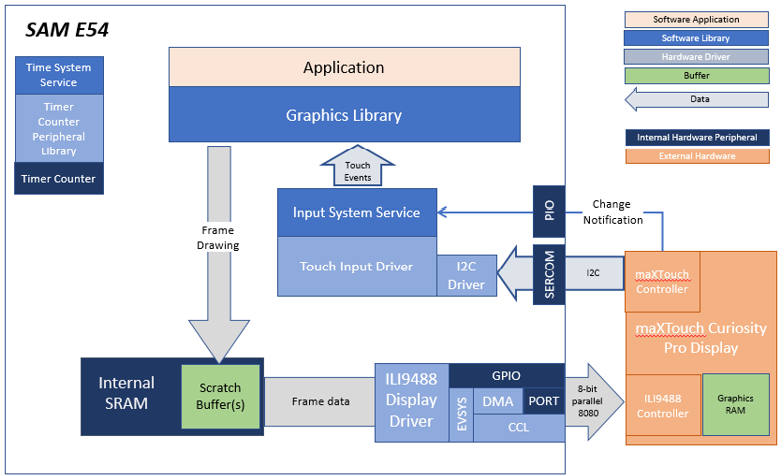 SAM E54
Time System
Service
Timer
Counter
Peripheral
Library
Timer Counter
Application
Graphics Library
Touch
Events
Frame
Drawing
Input System Service
Touch Input Driver
I2C
Driver
PIO
SERCOM
Change
Notification
I2C
maXTouch
Controller
maXTouch Curiosity
Pro Display
ILI9488
Controller
Graphics
RAM
Internal
SRAM
Scratch
Buffer(s)
Frame data
ILI9488
Display
Driver
GPIO
EVSYS
DMA
PORT
CCL
8-bit
parallel
8080
Software Application
Software Library
Hardware Driver
Buffer
Data
Internal Hardware Peripheral
External Hardware